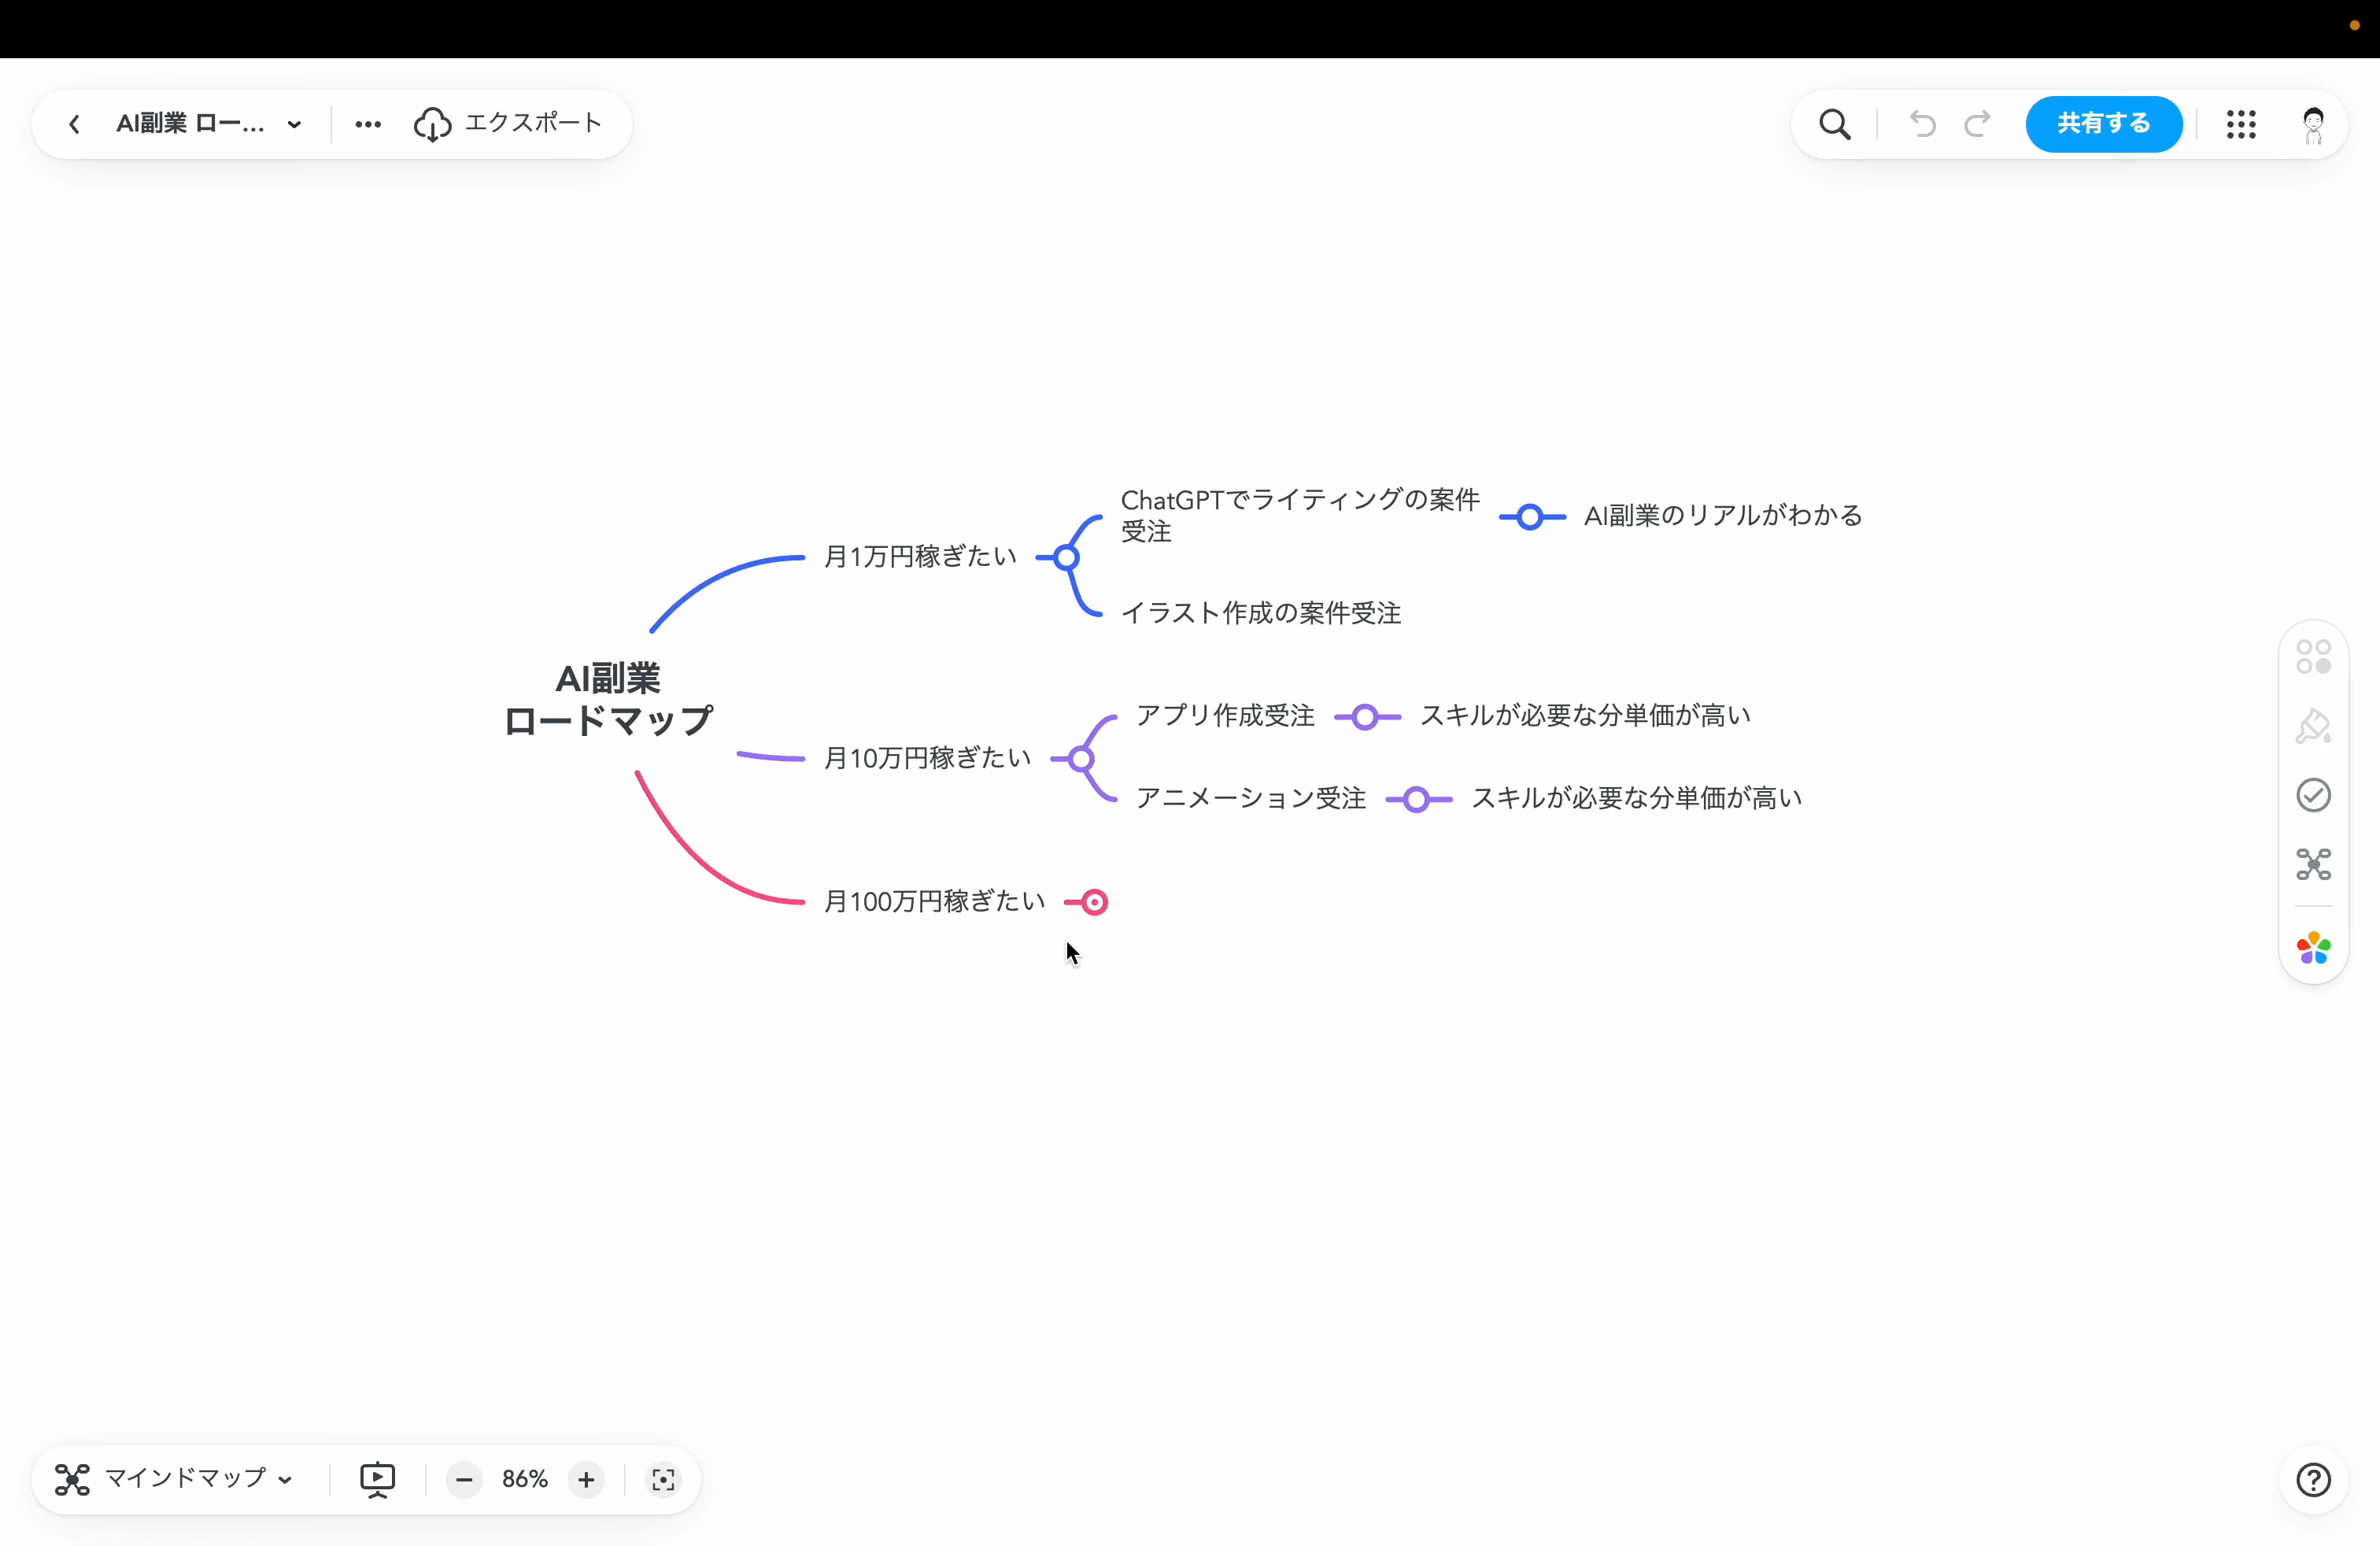 AI副業 ロー...
エクスポート
共有する
ChatGPTでライティングの案件
受注
AI副業のリアルがわかる
月1万円稼ぎたい
イラスト作成の案件受注
AI副業
ロードマップ
アプリ作成受注
スキルが必要な分単価が高い
月10万円稼ぎたい
アニメーション受注
スキルが必要な分単価が高い
月100万円稼ぎたい
マインドマップ
86%